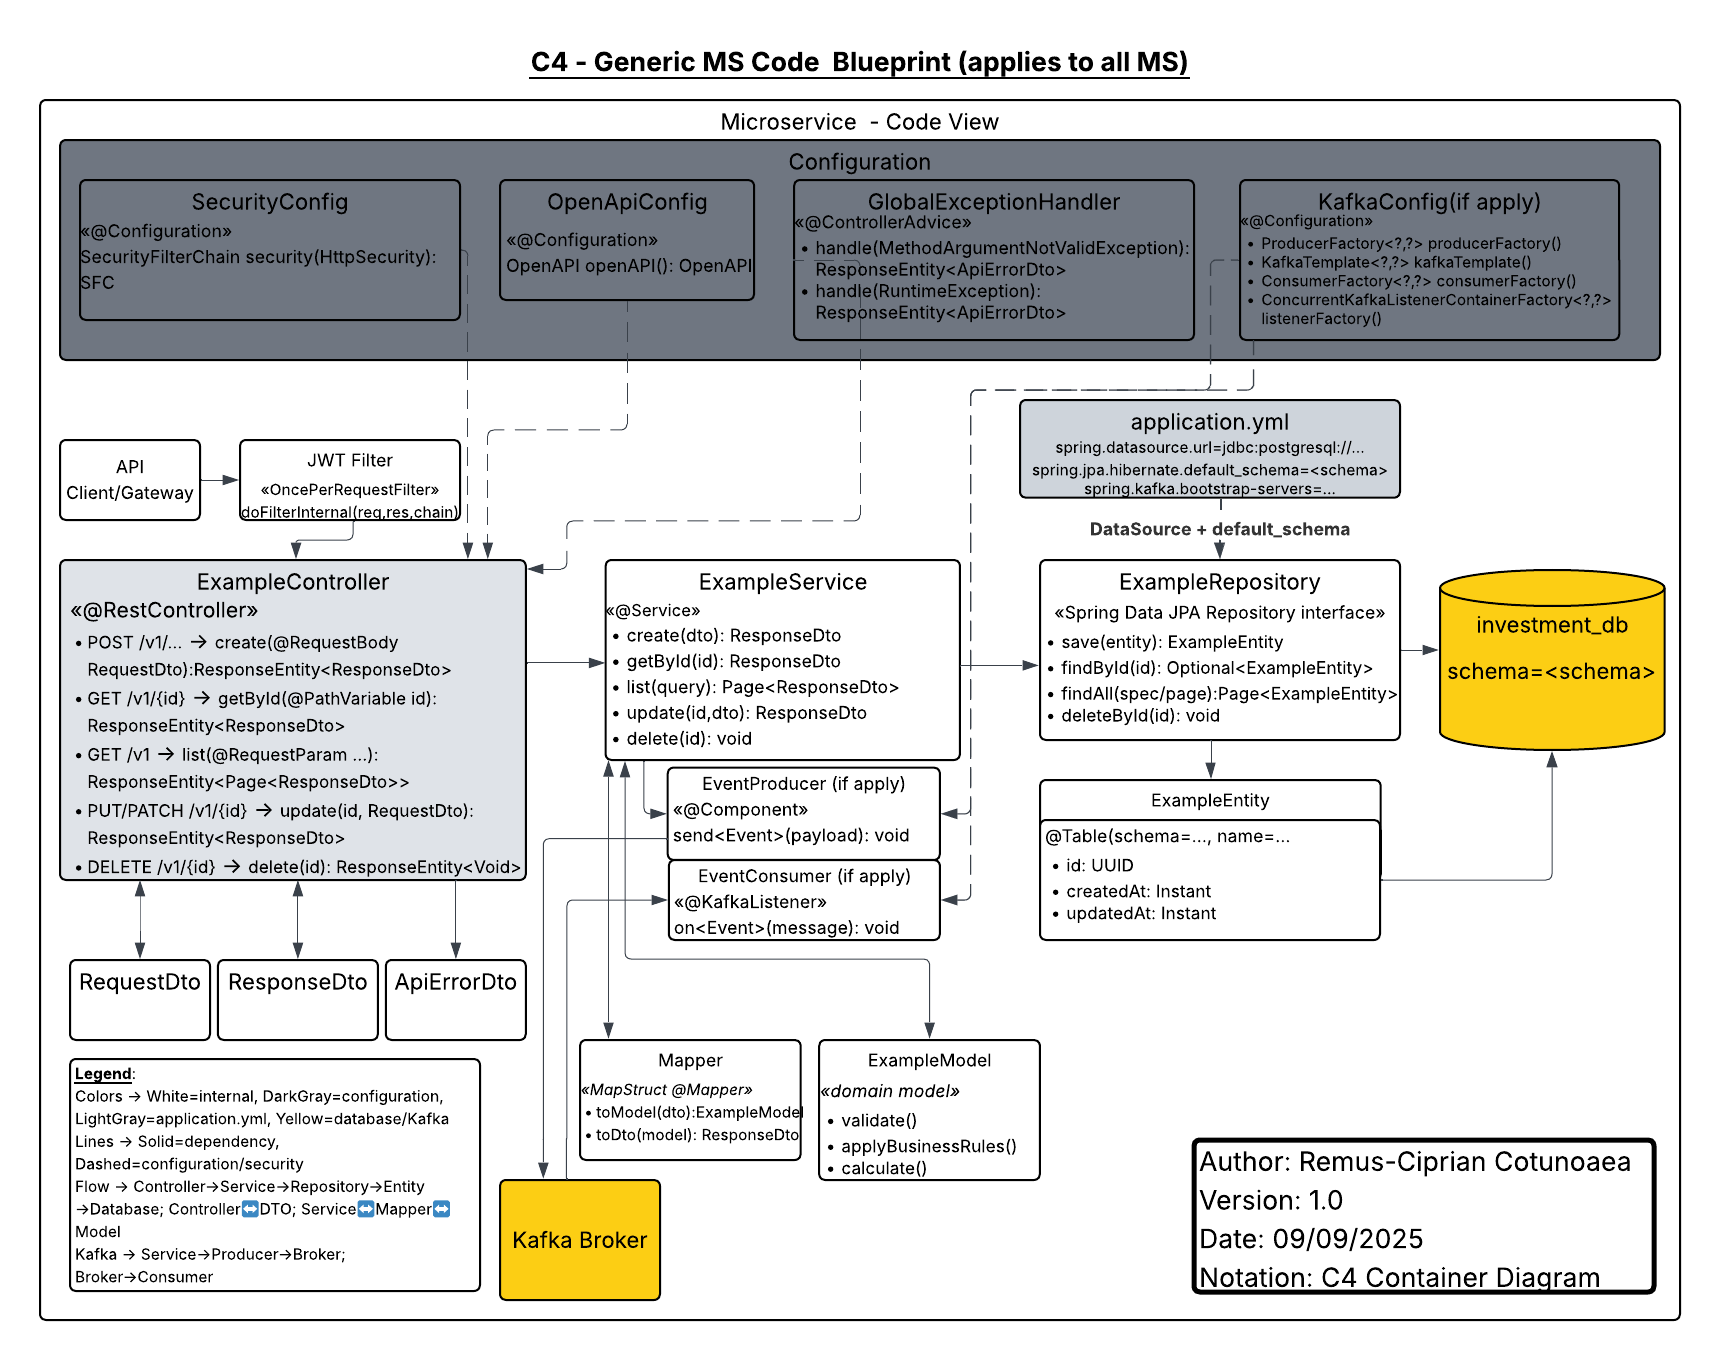 C4 - Generic MS Code  Blueprint (applies to all MS)
Microservice  - Code View
Configuration
SecurityConfig
«@Configuration»
SecurityFilterChain security(HttpSecurity):
SFC
OpenApiConfig
«@Configuration»
OpenAPI openAPI(): OpenAPI
GlobalExceptionHandler
«@ControllerAdvice»
• handle(MethodArgumentNotValidException):
ResponseEntity<ApiErrorDto>
• handle(RuntimeException):
ResponseEntity<ApiErrorDto>
KafkaConfig(if apply)
«@Configuration»
• ProducerFactory<?,?> producerFactory()
• KafkaTemplate<?,?> kafkaTemplate()
• ConsumerFactory<?,?> consumerFactory()
• ConcurrentKafkaListenerContainerFactory<?,?>
listenerFactory()
API
Client/Gateway
JWT Filter
«OncePerRequestFilter»
doFilterInternal(req,res,chain)
application.yml
spring.datasource.url=jdbc:postgresql://...
spring.jpa.hibernate.default_schema=<schema>
spring.kafka.bootstrap-servers=...
DataSource + default_schema
ExampleController
«@RestController»
• POST /v1/... → create(@RequestBody
RequestDto):ResponseEntity<ResponseDto>
• GET /v1/{id} → getById(@PathVariable id):
ResponseEntity<ResponseDto>
• GET /v1 → list(@RequestParam ...):
ResponseEntity<Page<ResponseDto>>
• PUT/PATCH /v1/{id} → update(id, RequestDto):
ResponseEntity<ResponseDto>
• DELETE /v1/{id} → delete(id): ResponseEntity<Void>
ExampleService
«@Service»
• create(dto): ResponseDto
• getById(id): ResponseDto
• list(query): Page<ResponseDto>
• update(id,dto): ResponseDto
• delete(id): void
ExampleRepository
«Spring Data JPA Repository interface»
• save(entity): ExampleEntity
• findById(id): Optional<ExampleEntity>
• findAll(spec/page):Page<ExampleEntity>
• deleteById(id): void
investment_db
schema=<schema>
EventProducer (if apply)
«@Component»
send<Event>(payload): void
EventConsumer (if apply)
«@KafkaListener»
on<Event>(message): void
ExampleEntity
@Table(schema=..., name=...
• id: UUID
• createdAt: Instant
• updatedAt: Instant
RequestDto
ResponseDto
ApiErrorDto
Mapper
«MapStruct @Mapper»
• toModel(dto):ExampleModel
• toDto(model): ResponseDto
ExampleModel
«domain model»
• validate()
• applyBusinessRules()
• calculate()
Legend:
Colors → White=internal, DarkGray=configuration,
LightGray=application.yml, Yellow=database/Kafka
Lines → Solid=dependency,
Dashed=configuration/security
Flow → Controller→Service→Repository→Entity
→Database; Controller↔️DTO; Service↔️Mapper↔️
Model
Kafka → Service→Producer→Broker;
Broker→Consumer
Kafka Broker
Author: Remus-Ciprian Cotunoaea
Version: 1.0
Date: 09/09/2025
Notation: C4 Container Diagram